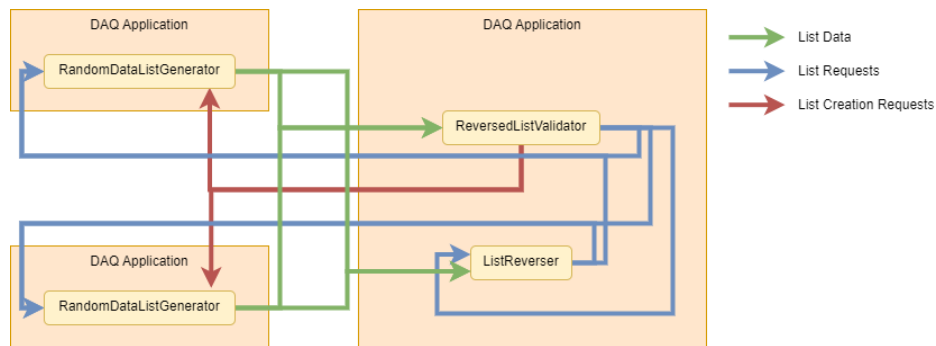 DAQ Application
RandomDataListGenerator
DAQ Application
ReversedListValidator
ListReverser
DAQ Application
RandomDataListGenerator
List Data
List Requests
List Creation Requests